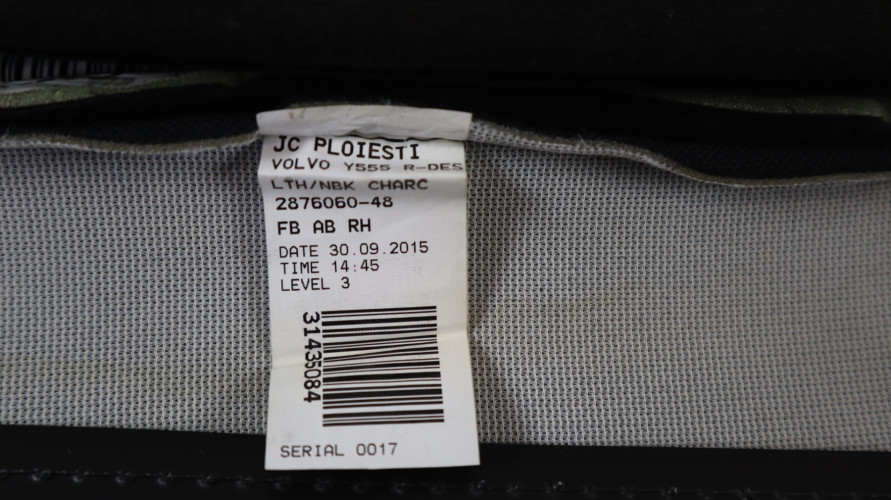 JC PLOIESTI
VOLVO Y555 R-DES
LTH/NBK CHARC
2876060-48
FB AB RH
DATE 30.09.2015
TIME 14:45
LEVEL 3
31435084
SERIAL 0017